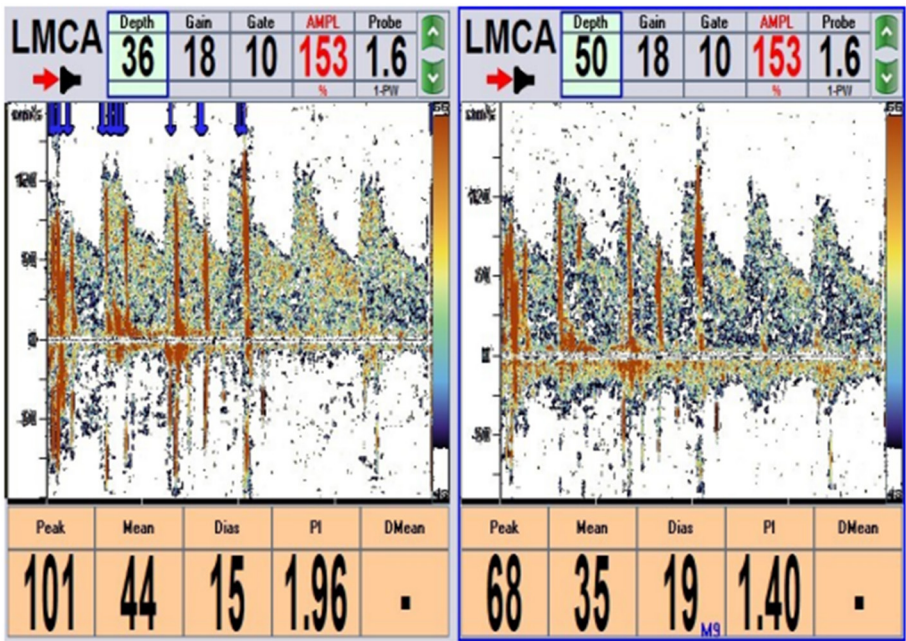 LMCA Depth 36 Gain 18 Gate 10 AMPL 153 % Probe 1.6 1-PW
LMCA Depth 50 Gain 18 Gate 10 AMPL 153 % Probe 1.6 1-PW
Peak Mean Dias PI DMean
101 44 15 1.96 -
Peak Mean Dias PI DMean
68 35 19 M9 1.40 -